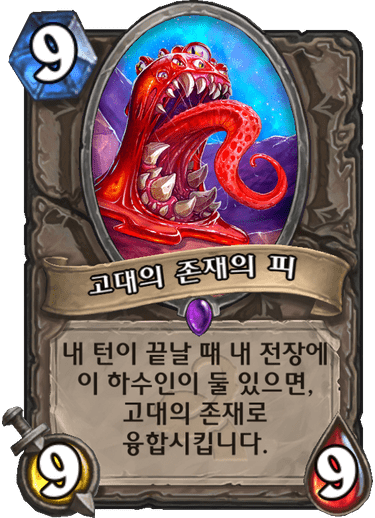 9
고대의 존재의 피
내 턴이 끝날 때 내 전장에
이 하수인이 둘 있으면,
고대의 존재로
융합시킵니다.
9
9